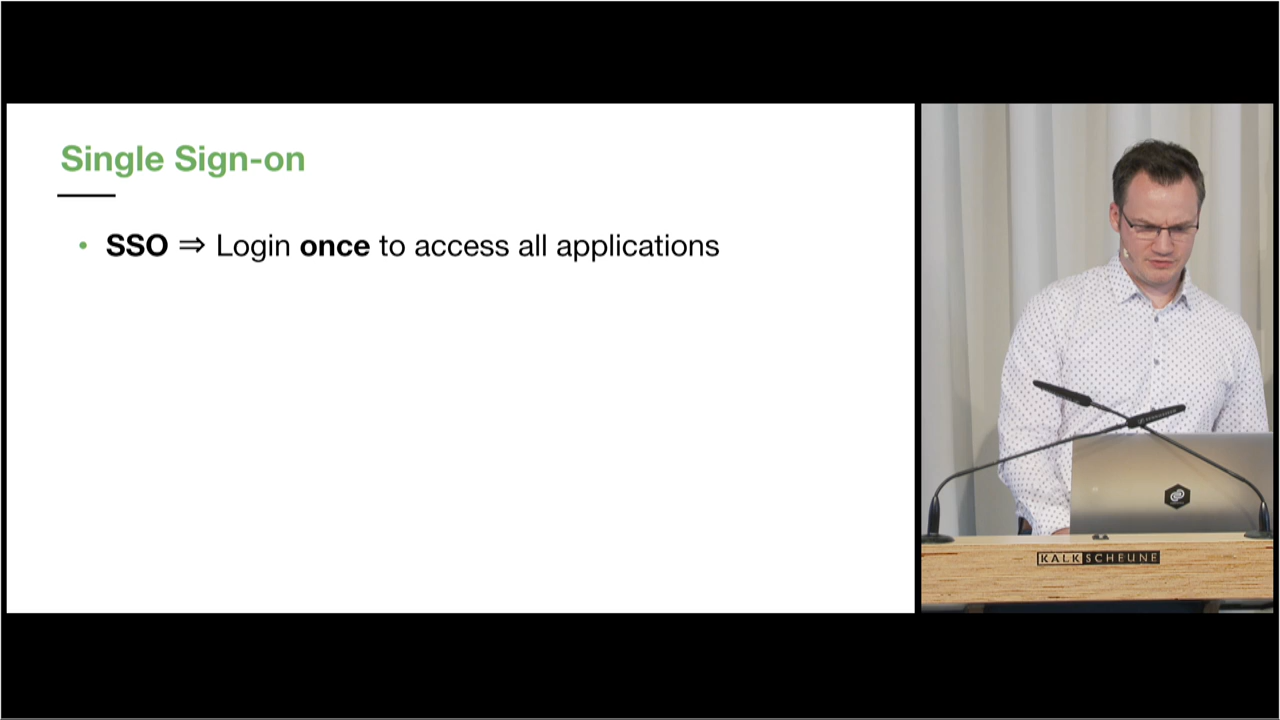 Single Sign-on
• SSO ⇒ Login once to access all applications
KALKSCHEUNE